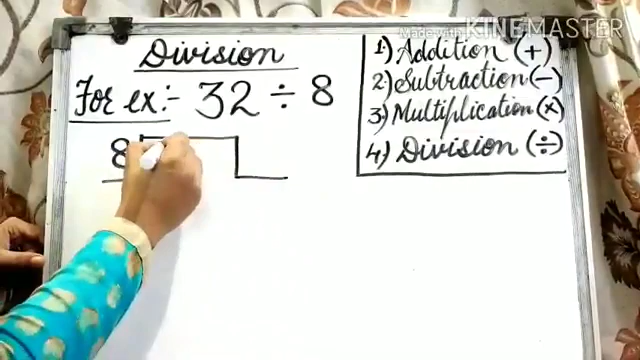 Made with KINEMASTER
Division
For ex:- 32 ÷ 8
8
1) Addition (+)
2) Subtraction (-)
3) Multiplication (x)
4) Division (÷)